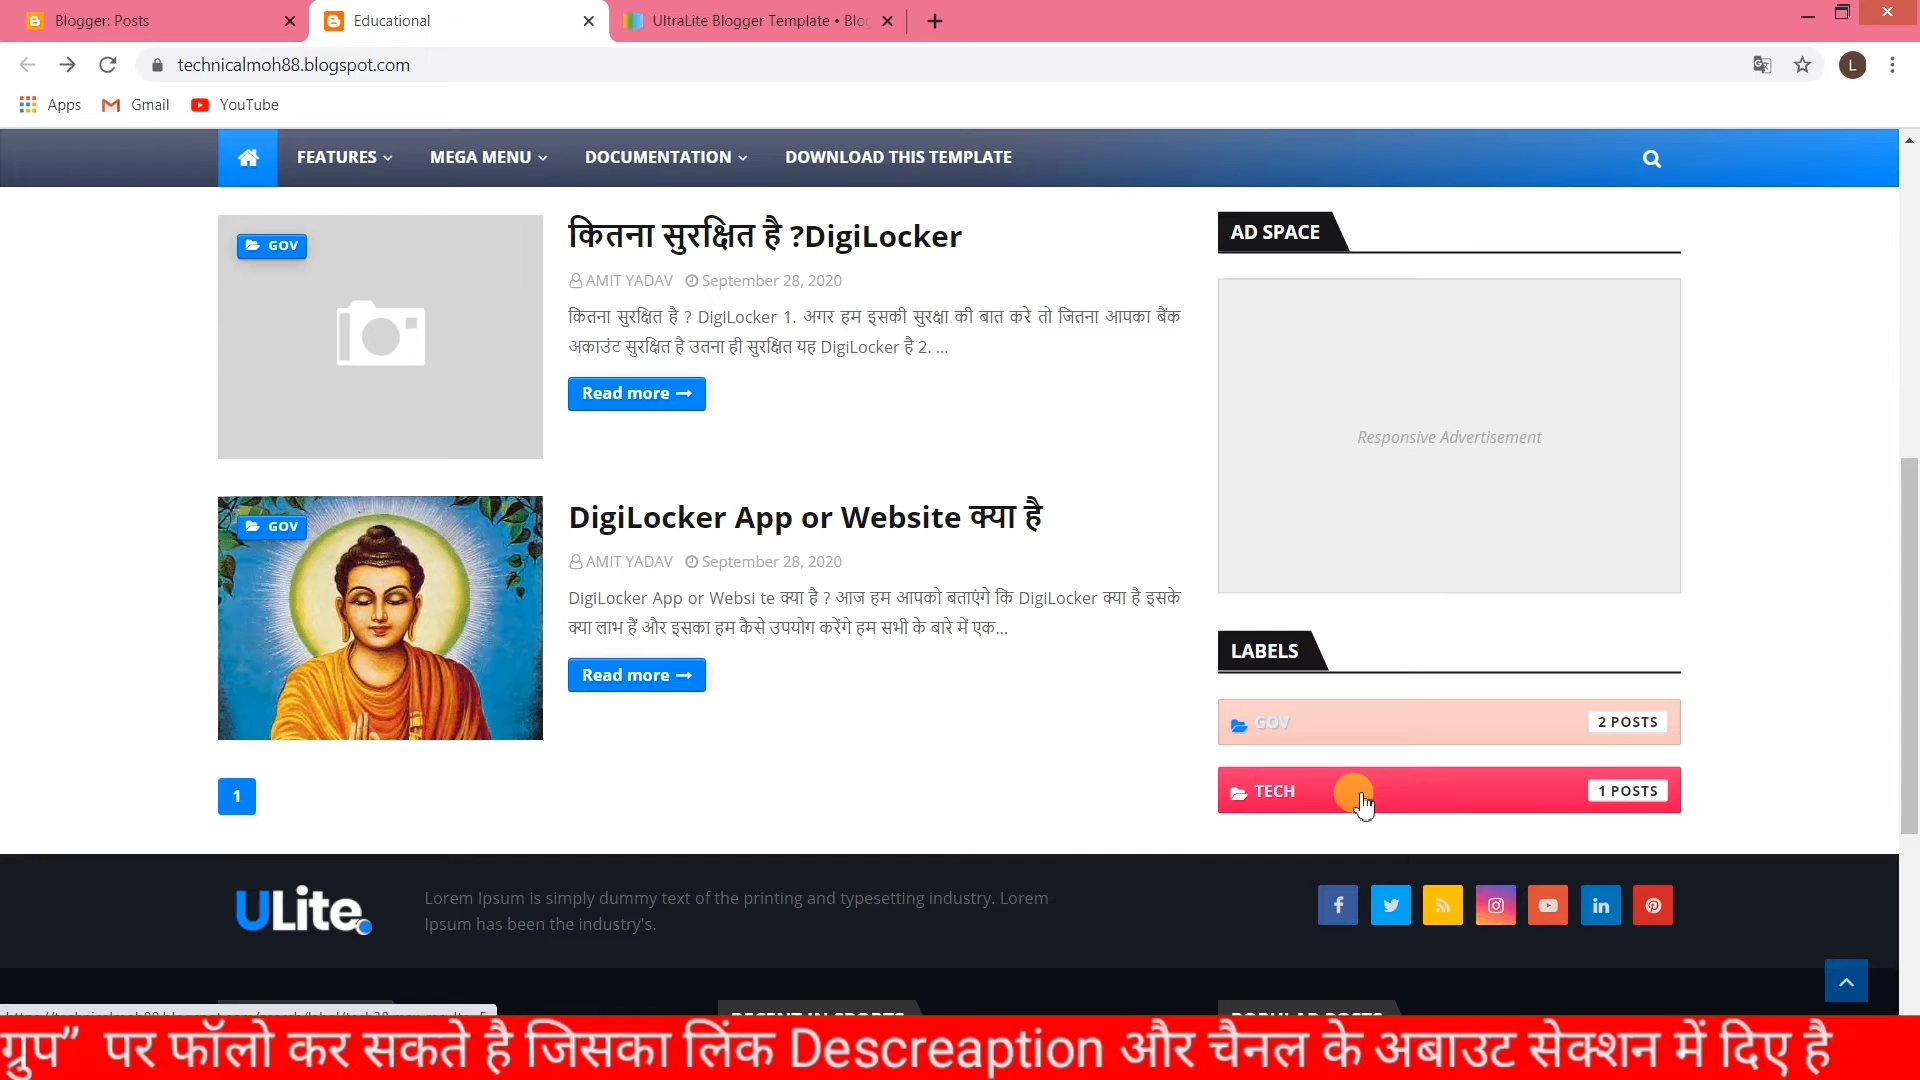 Blogger: Posts
Educational
UltraLite Blogger Template • Blog
technicalmoh88.blogspot.com
Apps Gmail YouTube
FEATURES MEGA MENU DOCUMENTATION DOWNLOAD THIS TEMPLATE
GOV
कितना सुरक्षित है ?DigiLocker
AMIT YADAV September 28, 2020
कितना सुरक्षित है ? DigiLocker 1. अगर हम इसकी सुरक्षा की बात करे तो जितना आपका बैंक
अकाउंट सुरक्षित है उतना ही सुरक्षित यह DigiLocker है 2. ...
Read more
GOV
DigiLocker App or Website क्या है
AMIT YADAV September 28, 2020
DigiLocker App or Websi te क्या है ? आज हम आपको बताएंगे कि DigiLocker क्या है इसके
क्या लाभ हैं और इसका हम कैसे उपयोग करेंगे हम सभी के बारे में एक...
Read more
1
AD SPACE
Responsive Advertisement
LABELS
GOV 2 POSTS
TECH 1 POSTS
ULite
Lorem Ipsum is simply dummy text of the printing and typesetting industry. Lorem
Ipsum has been the industry's.
RECENT IN SPORTS
POPULAR POSTS
ग्रुप” पर फॉलो कर सकते है जिसका लिंक Descreaption और चैनल के अबाउट सेक्शन में दिए है